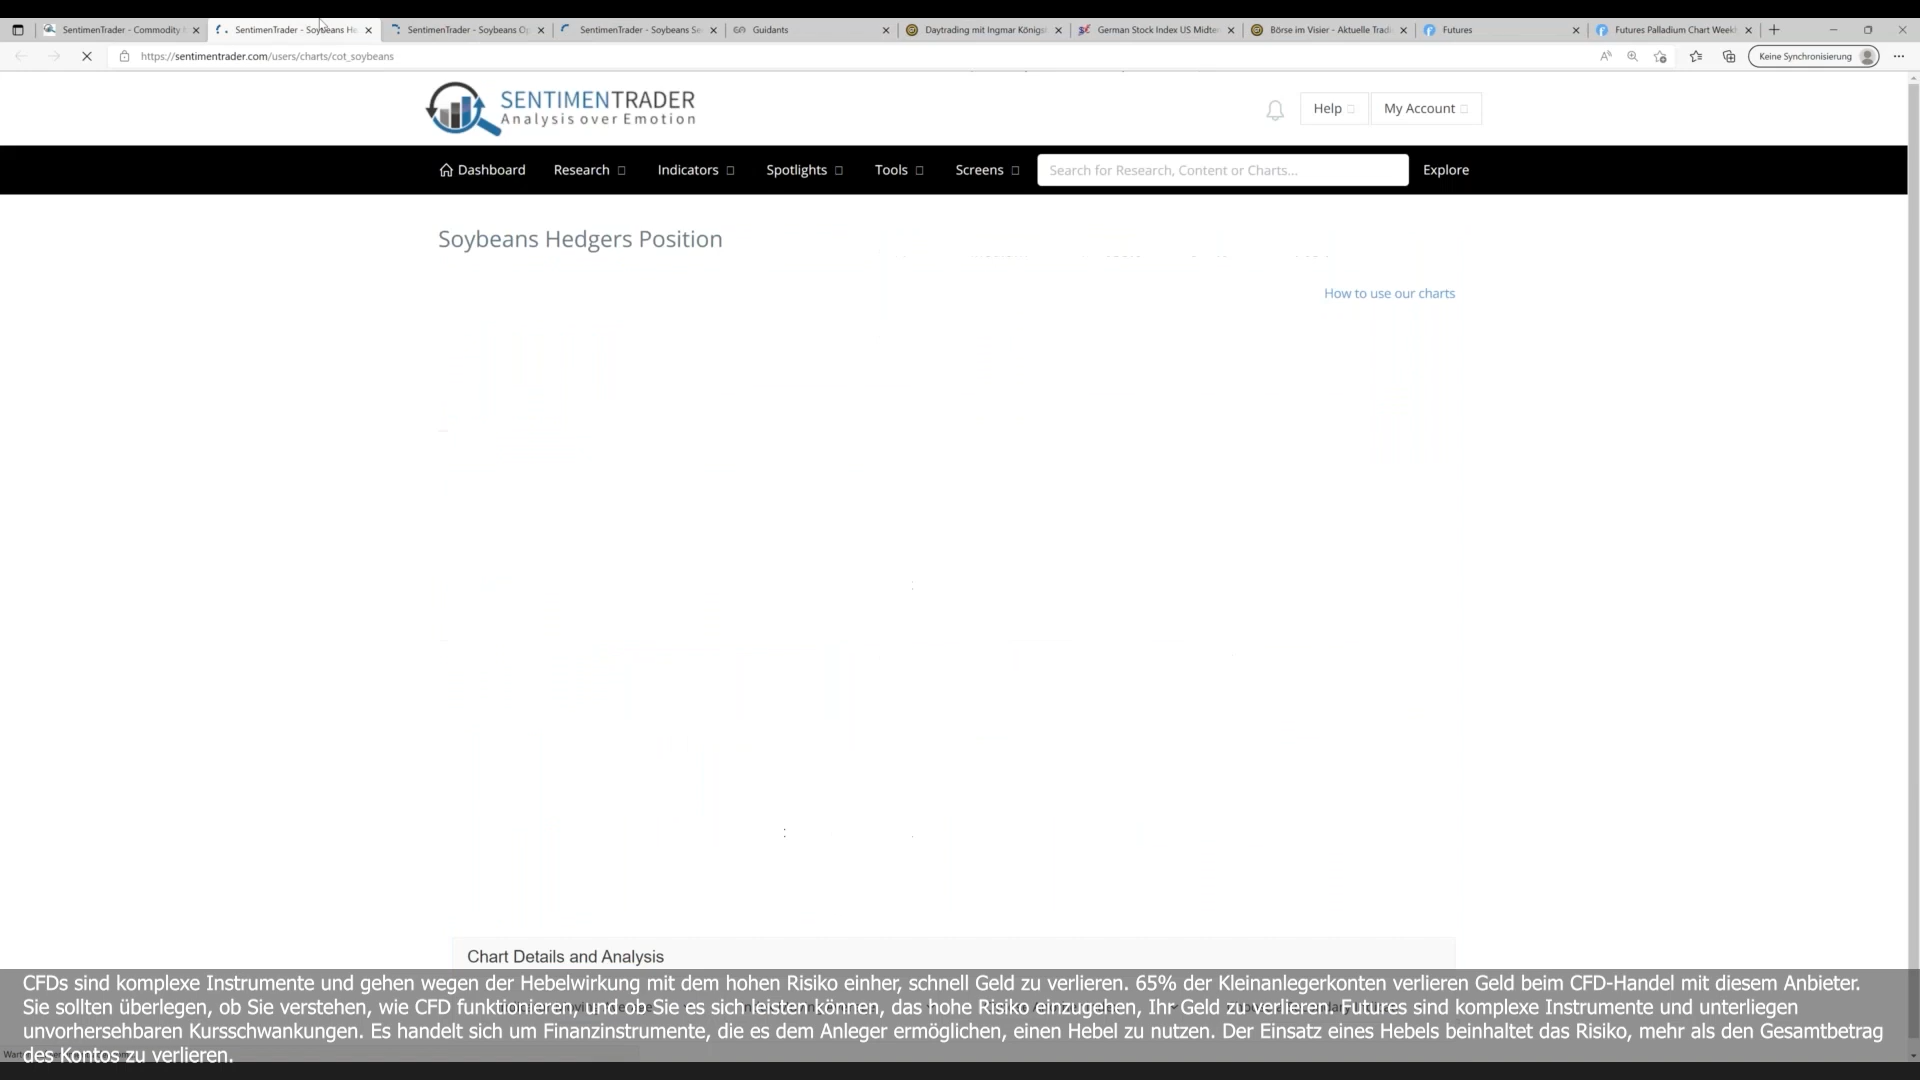 SentimenTrader - Commodity
SentimenTrader - Soybeans He
SentimenTrader - Soybeans Op
SentimenTrader - Soybeans Se
Guidants
Daytrading mit Ingmar Königs
German Stock Index US Midte
Börse im Visier - Aktuelle Tradi
Futures
Futures Palladium Chart Weekl
https://sentimentrader.com/users/charts/cot_soybeans
Keine Synchronisierung
SENTIMENTRADER
Analysis over Emotion
Help
My Account
Dashboard
Research
Indicators
Spotlights
Tools
Screens
Search for Research, Content or Charts...
Explore
Soybeans Hedgers Position
How to use our charts
Chart Details and Analysis
CFDs sind komplexe Instrumente und gehen wegen der Hebelwirkung mit dem hohen Risiko einher, schnell Geld zu verlieren. 65% der Kleinanlegerkonten verlieren Geld beim CFD-Handel mit diesem Anbieter.
Sie sollten überlegen, ob Sie verstehen, wie CFD funktionieren, und ob Sie es sich leisten können, das hohe Risiko einzugehen, Ihr Geld zu verlieren. Futures sind komplexe Instrumente und unterliegen
unvorhersehbaren Kursschwankungen. Es handelt sich um Finanzinstrumente, die es dem Anleger ermöglichen, einen Hebel zu nutzen. Der Einsatz eines Hebels beinhaltet das Risiko, mehr als den Gesamtbetrag
des Kontos zu verlieren.